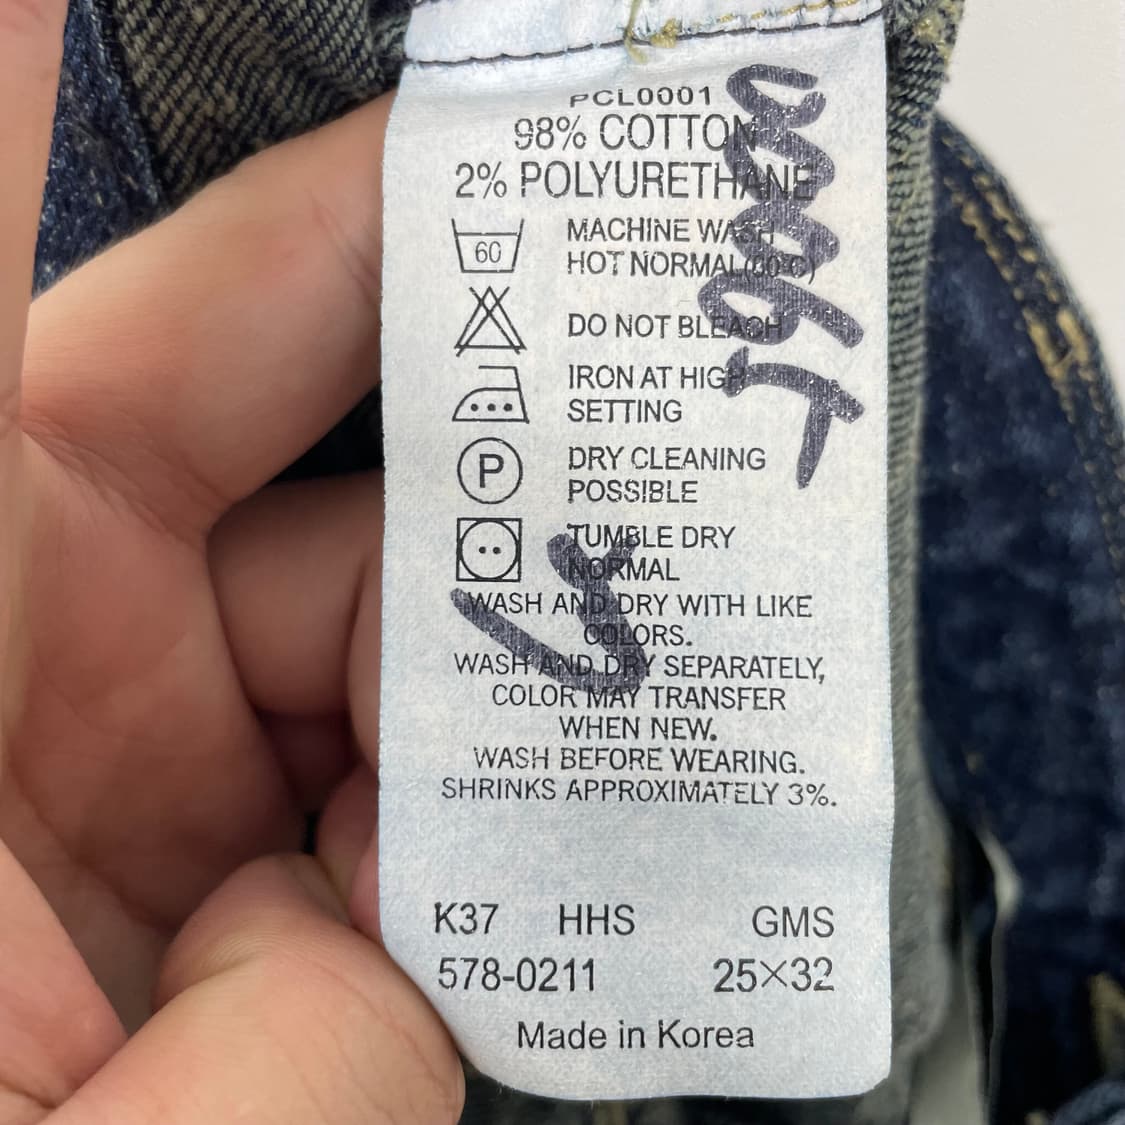 PCL0001
98% COTTON
2% POLYURETHANE
60
MACHINE WASH
HOT NORMAL(60°C)
DO NOT BLEACH
IRON AT HIGH
SETTING
P
DRY CLEANING
POSSIBLE
TUMBLE DRY
NORMAL
WASH AND DRY WITH LIKE
COLORS.
WASH AND DRY SEPARATELY,
COLOR MAY TRANSFER
WHEN NEW.
WASH BEFORE WEARING.
SHRINKS APPROXIMATELY 3%.
K37 HHS GMS
578-0211 25×32
Made in Korea